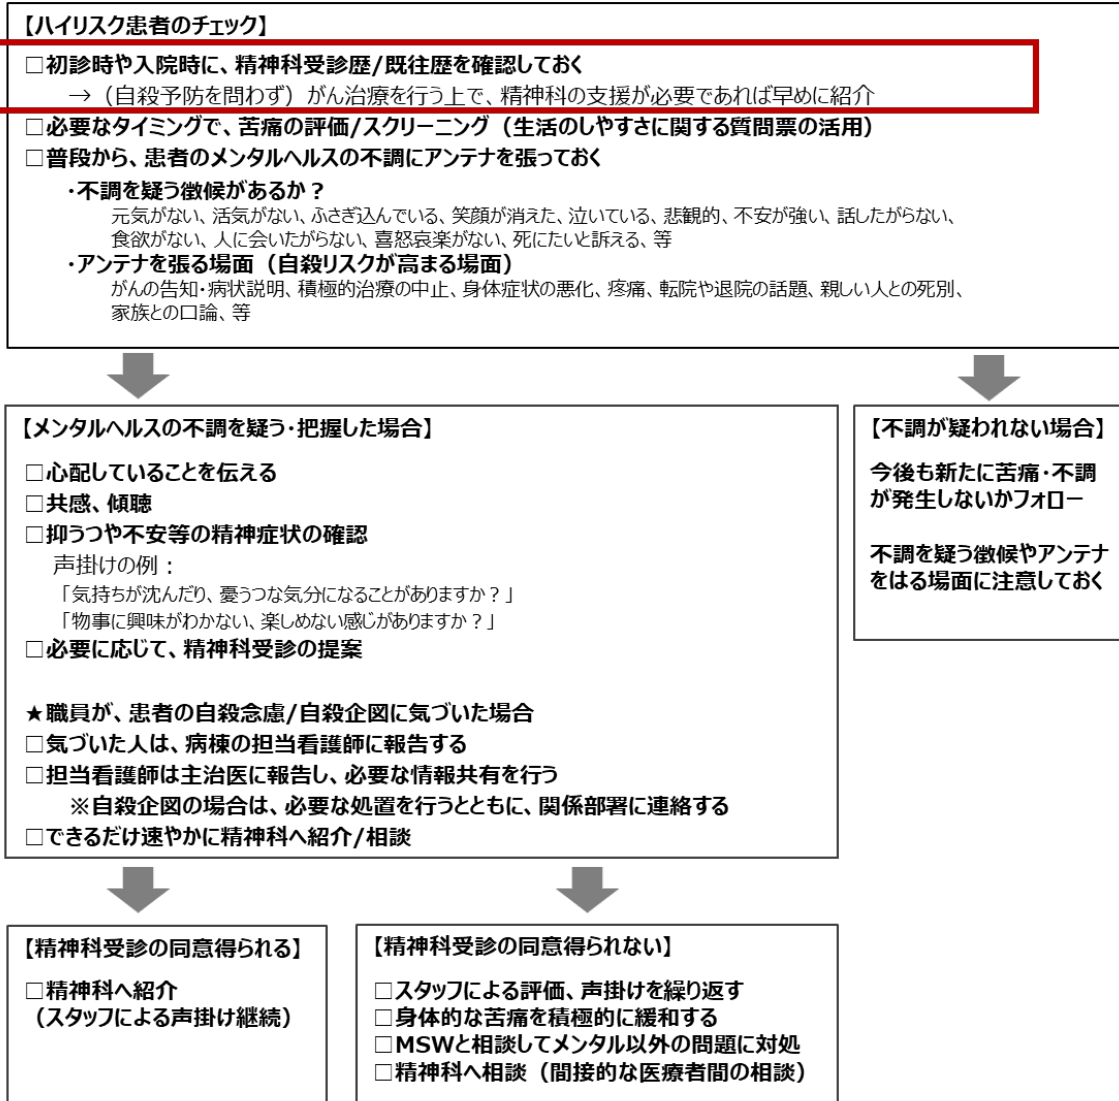 【ハイリスク患者のチェック】
□初診時や入院時に、精神科受診歴/既往歴を確認しておく
→（自殺予防を問わず）がん治療を行う上で、精神科の支援が必要であれば早めに紹介
□必要なタイミングで、苦痛の評価/スクリーニング（生活のしやすさに関する質問票の活用）
□普段から、患者のメンタルヘルスの不調にアンテナを張っておく
・不調を疑う徴候があるか？
元気がない、活気がない、ふさぎ込んでいる、笑顔が消えた、泣いている、悲観的、不安が強い、話したがらない、
食欲がない、人に会いたがらない、喜怒哀楽がない、死にたいと訴える、等
・アンテナを張る場面（自殺リスクが高まる場面）
がんの告知・病状説明、積極的治療の中止、身体症状の悪化、疼痛、転院や退院の話題、親しい人との死別、
家族との口論、等
【メンタルヘルスの不調を疑う・把握した場合】
□心配していることを伝える
□共感、傾聴
□抑うつや不安等の精神症状の確認
声掛けの例：
「気持ちが沈んだり、憂うつな気分になることがありますか？」
「物事に興味がわかない、楽しめない感じがありますか？」
□必要に応じて、精神科受診の提案
★職員が、患者の自殺念慮/自殺企図に気づいた場合
□気づいた人は、病棟の担当看護師に報告する
□担当看護師は主治医に報告し、必要な情報共有を行う
※自殺企図の場合は、必要な処置を行うとともに、関係部署に連絡する
□できるだけ速やかに精神科へ紹介/相談
【不調が疑われない場合】
今後も新たに苦痛・不調
が発生しないかフォロー
不調を疑う徴候やアンテナ
をはる場面に注意しておく
【精神科受診の同意得られる】
□精神科へ紹介
（スタッフによる声掛け継続）
【精神科受診の同意得られない】
□スタッフによる評価、声掛けを繰り返す
□身体的な苦痛を積極的に緩和する
□MSWと相談してメンタル以外の問題に対処
□精神科へ相談（間接的な医療者間の相談）